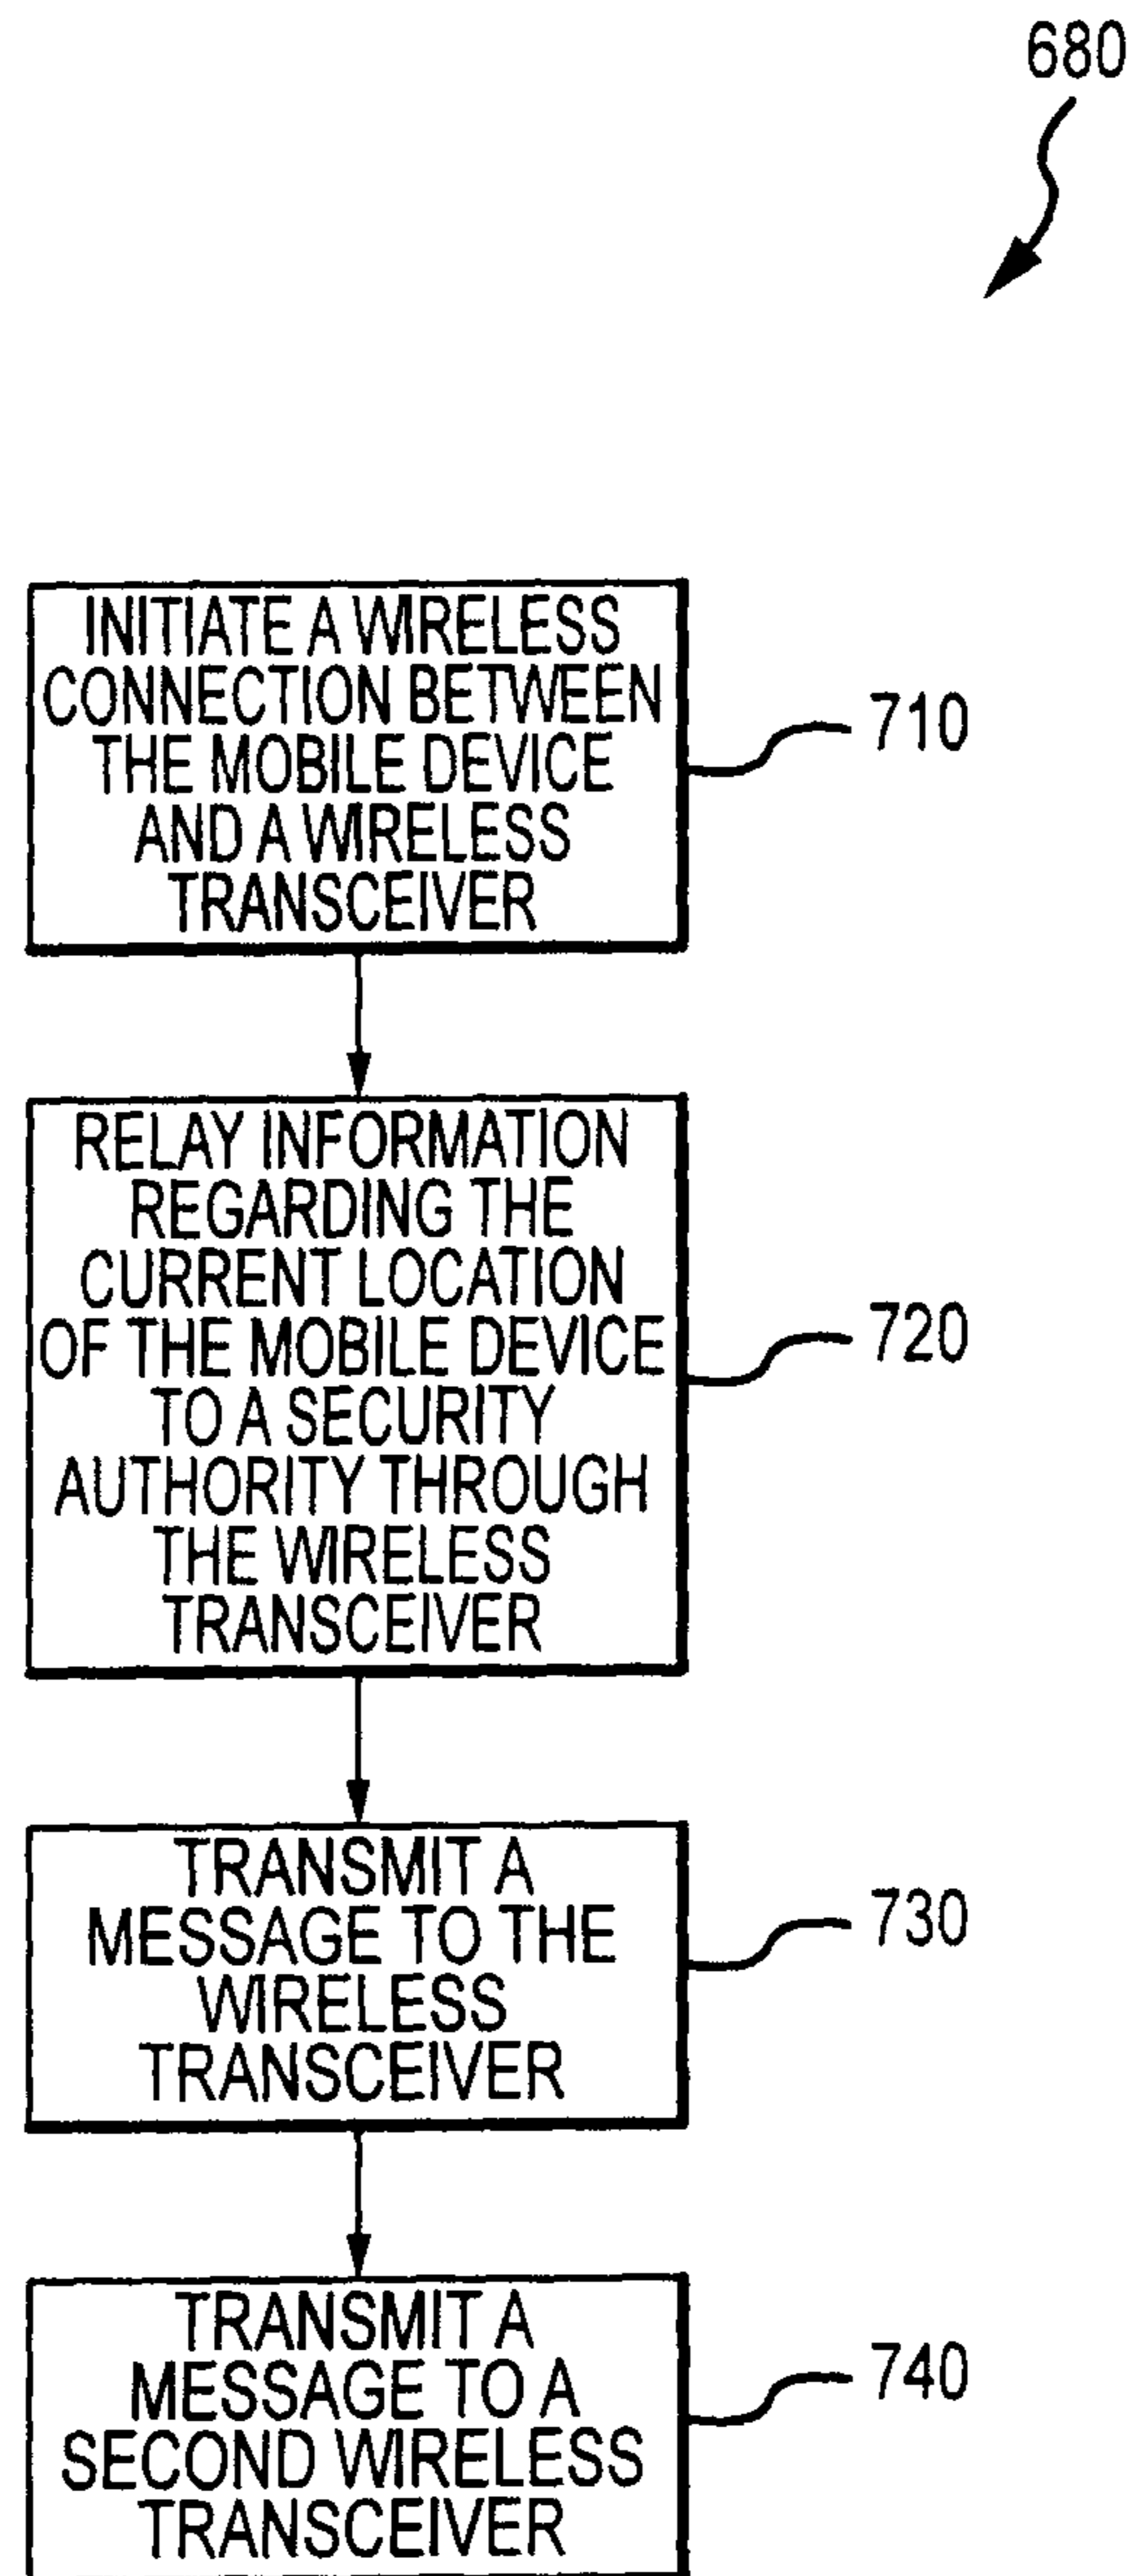 680
INITIATE A WIRELESS
CONNECTION BETWEEN
THE MOBILE DEVICE
AND A WIRELESS
TRANSCEIVER
710
RELAY INFORMATION
REGARDING THE
CURRENT LOCATION
OF THE MOBILE DEVICE
TO A SECURITY
AUTHORITY THROUGH
THE WIRELESS
TRANSCEIVER
720
TRANSMIT A
MESSAGE TO THE
WIRELESS
TRANSCEIVER
730
TRANSMIT A
MESSAGE TO A
SECOND WIRELESS
TRANSCEIVER
740